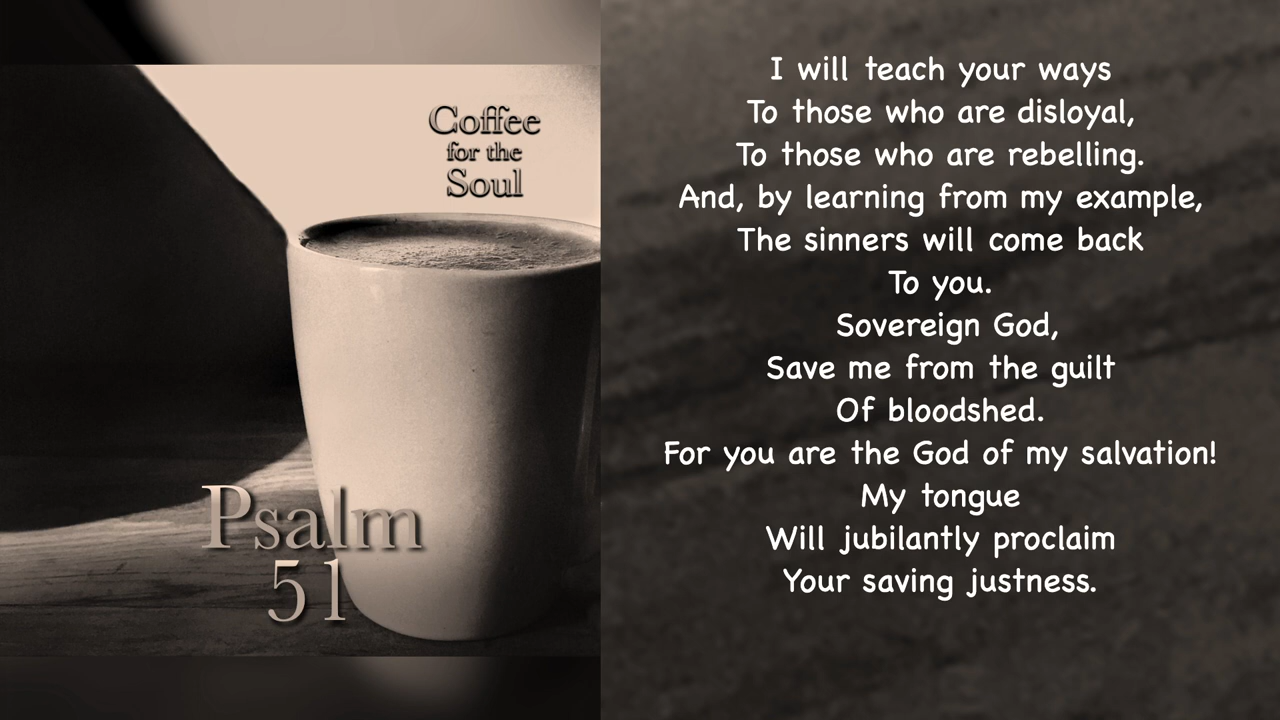 Coffee
for the
Soul
Psalm
51
I will teach your ways
To those who are disloyal,
To those who are rebelling.
And, by learning from my example,
The sinners will come back
To you.
Sovereign God,
Save me from the guilt
Of bloodshed.
For you are the God of my salvation!
My tongue
Will jubilantly proclaim
Your saving justness.